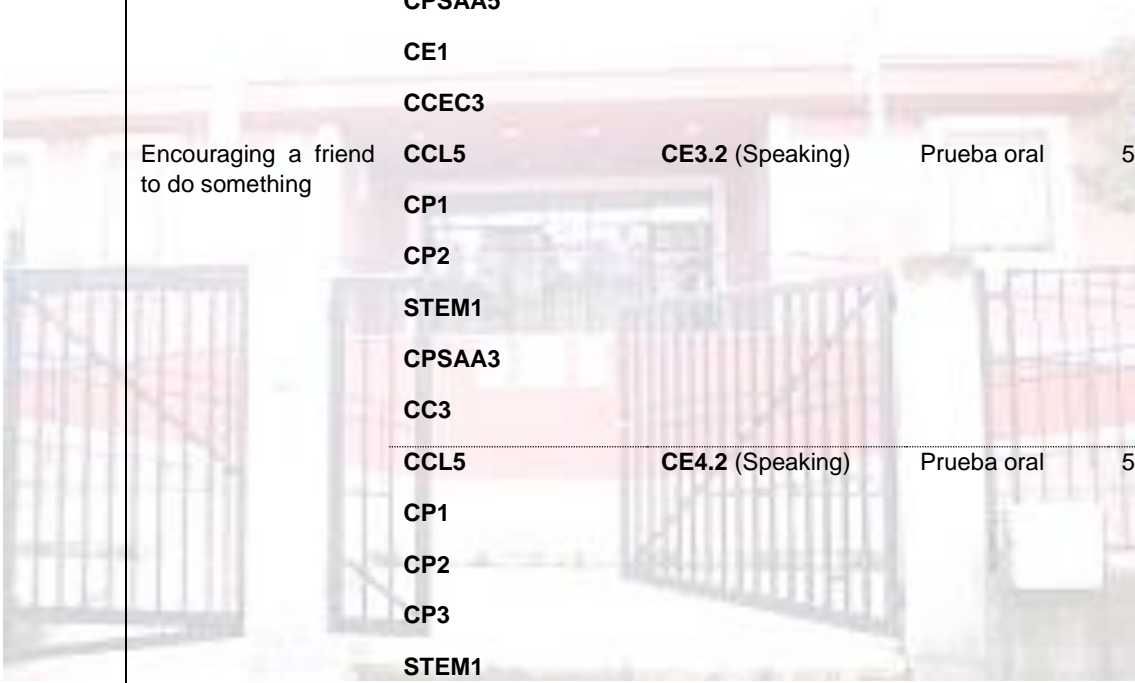 CPSAA5
CE1
CCEC3
Encouraging a friend CCL5 CE3.2 (Speaking) Prueba oral 5
to do something
CP1
CP2
STEM1
CPSAA3
CC3
CCL5 CE4.2 (Speaking) Prueba oral 5
CP1
CP2
CP3
STEM1